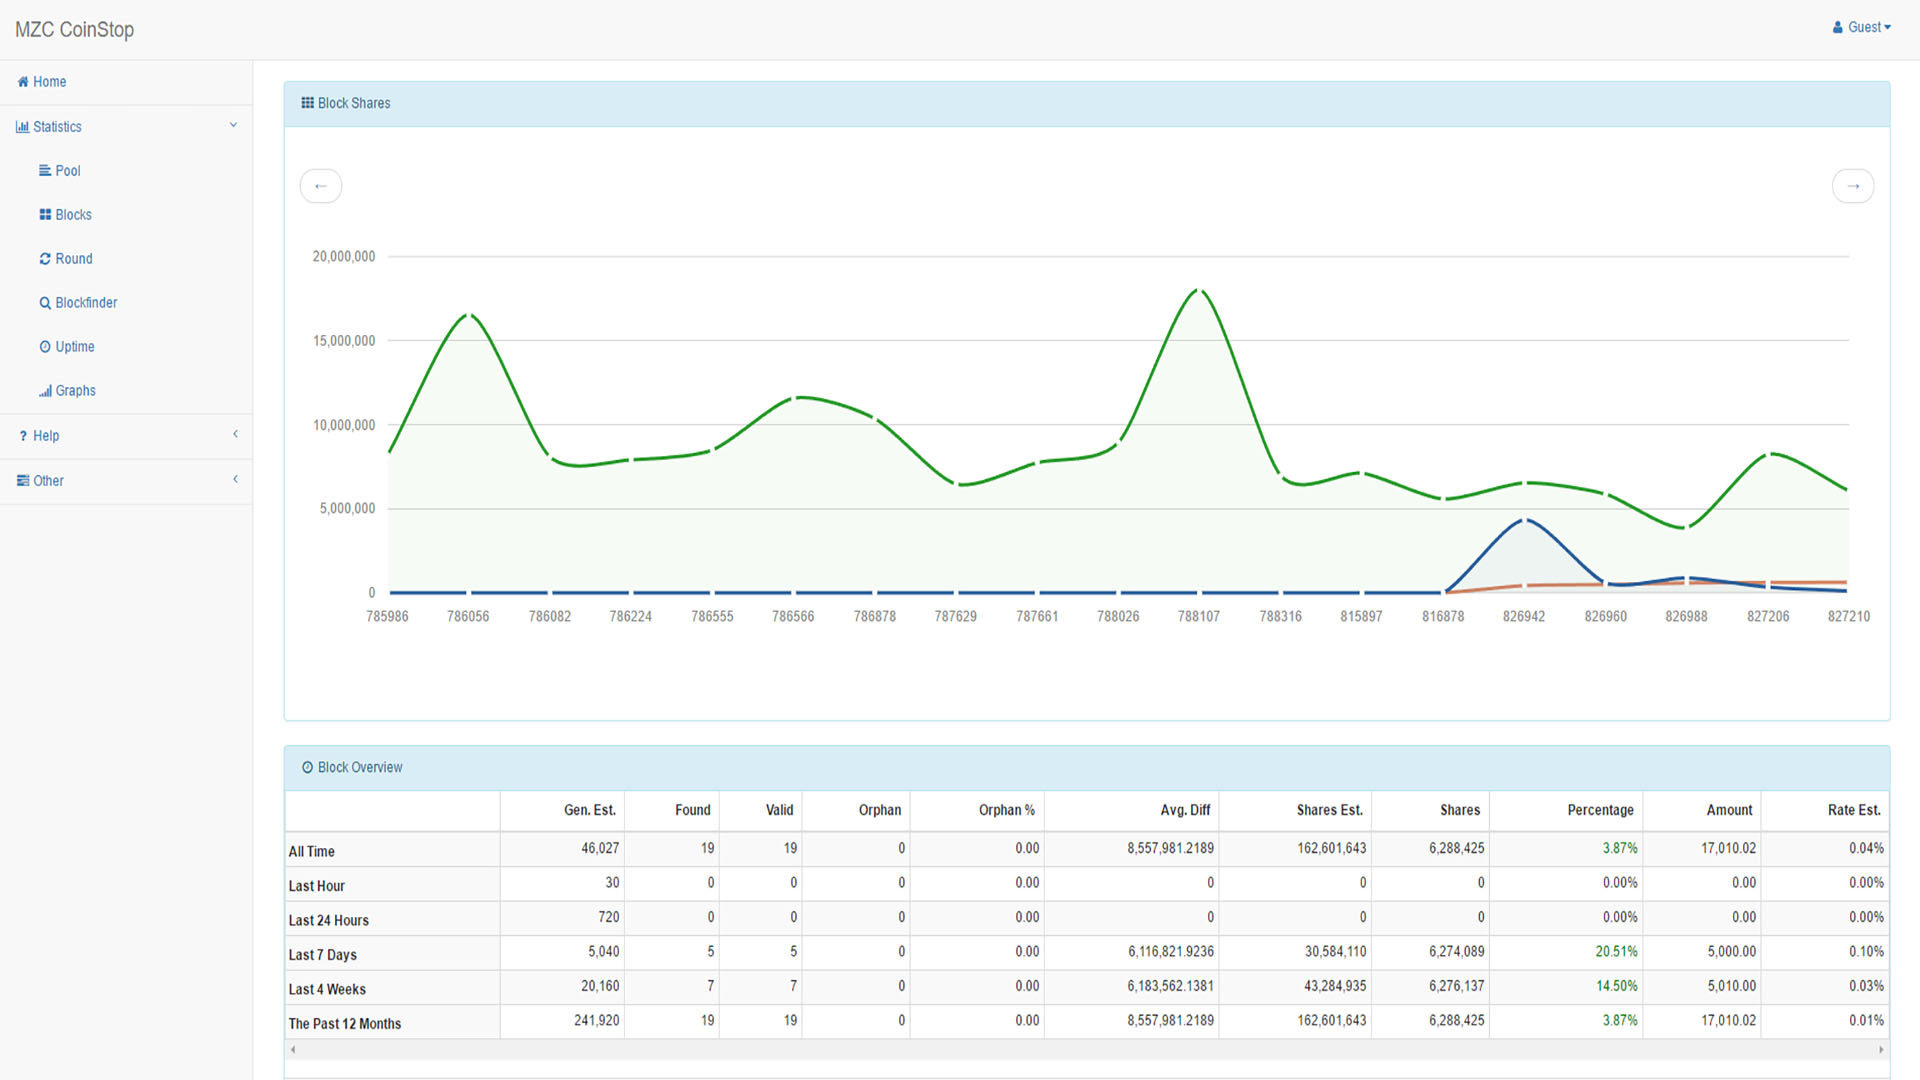 MZC CoinStop
Guest
Home
Statistics
Pool
Blocks
Round
Blockfinder
Uptime
Graphs
? Help
Other
Block Shares
←
→
20,000,000
15,000,000
10,000,000
5,000,000
0
785986 786056 786082 786224 786555 786566 786878 787629 787661 788026 788107 788316 815897 816878 826942 826960 826988 827206 827210
Block Overview
Gen. Est. Found Valid Orphan Orphan % Avg. Diff Shares Est. Shares Percentage Amount Rate Est.
All Time 46,027 19 19 0 0.00 8,557,981.2189 162,601,643 6,288,425 3.87% 17,010.02 0.04%
Last Hour 30 0 0 0 0.00 0 0 0 0.00% 0.00 0.00%
Last 24 Hours 720 0 0 0 0.00 0 0 0 0.00% 0.00 0.00%
Last 7 Days 5,040 5 5 0 0.00 6,116,821.9236 30,584,110 6,274,089 20.51% 5,000.00 0.10%
Last 4 Weeks 20,160 7 7 0 0.00 6,183,562.1381 43,284,935 6,276,137 14.50% 5,010.00 0.03%
The Past 12 Months 241,920 19 19 0 0.00 8,557,981.2189 162,601,643 6,288,425 3.87% 17,010.02 0.01%